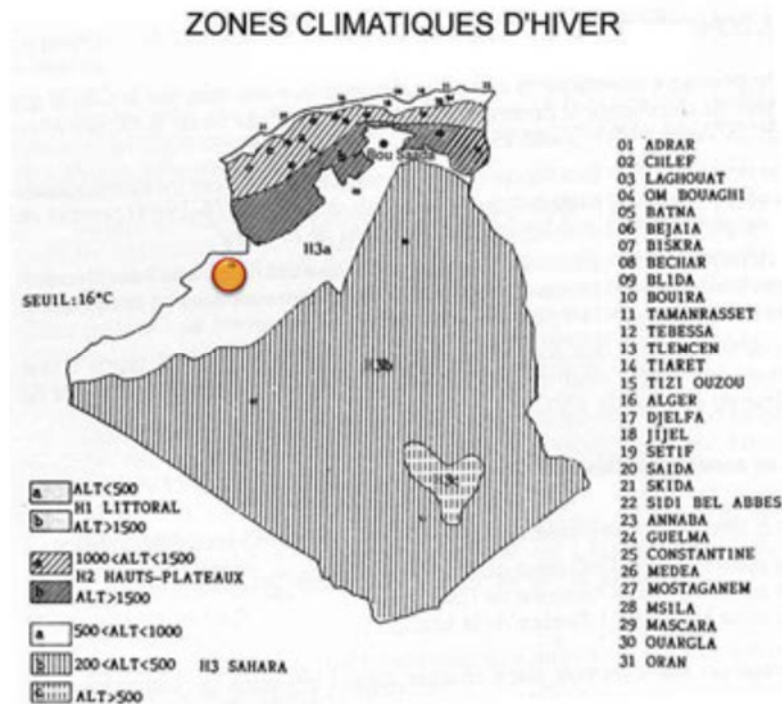 ZONES CLIMATIQUES D'HIVER
Bou Saada
H3a
SEUIL:16°C
H3b
H3c
a ALT<500
H1 LITTORAL
b ALT>1500
a 1000<ALT<1500
H2 HAUTS-PLATEAUX
b ALT>1500
a 500<ALT<1000
b 200<ALT<500 H3 SAHARA
c ALT>500
01 ADRAR
02 CHLEF
03 LAGHOUAT
04 OM BOUAGHI
05 BATNA
06 BEJAIA
07 BISKRA
08 BECHAR
09 BLIDA
10 BOUIRA
11 TAMANRASSET
12 TEBESSA
13 TLEMCEN
14 TIARET
15 TIZI OUZOU
16 ALGER
17 DJELFA
18 JIJEL
19 SETIF
20 SAIDA
21 SKIDA
22 SIDI BEL ABBES
23 ANNABA
24 GUELMA
25 CONSTANTINE
26 MEDEA
27 MOSTAGANEM
28 MSILA
29 MASCARA
30 OUARGLA
31 ORAN